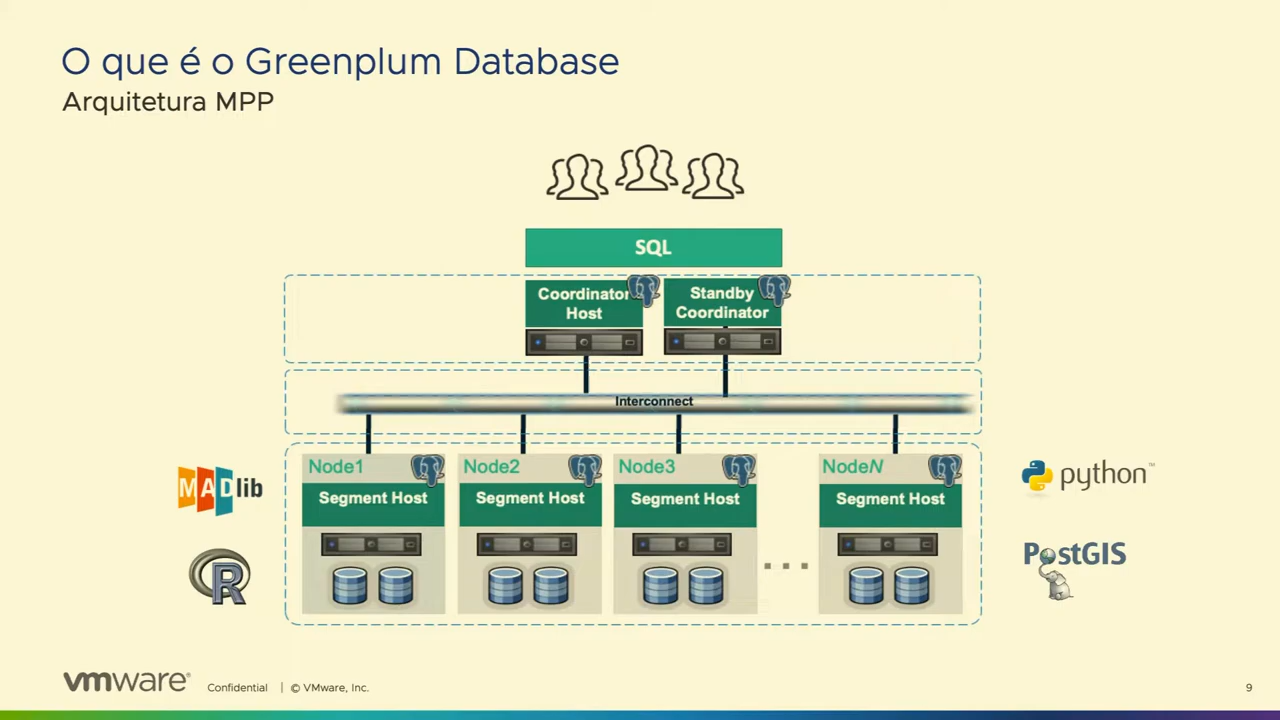 O que é o Greenplum Database
Arquitetura MPP
SQL
Coordinator
Host
Standby
Coordinator
Interconnect
Node1
Segment Host
Node2
Segment Host
Node3
Segment Host
NodeN
Segment Host
MADlib
R
python™
PostGIS
vmware®
Confidential | © VMware, Inc.
9